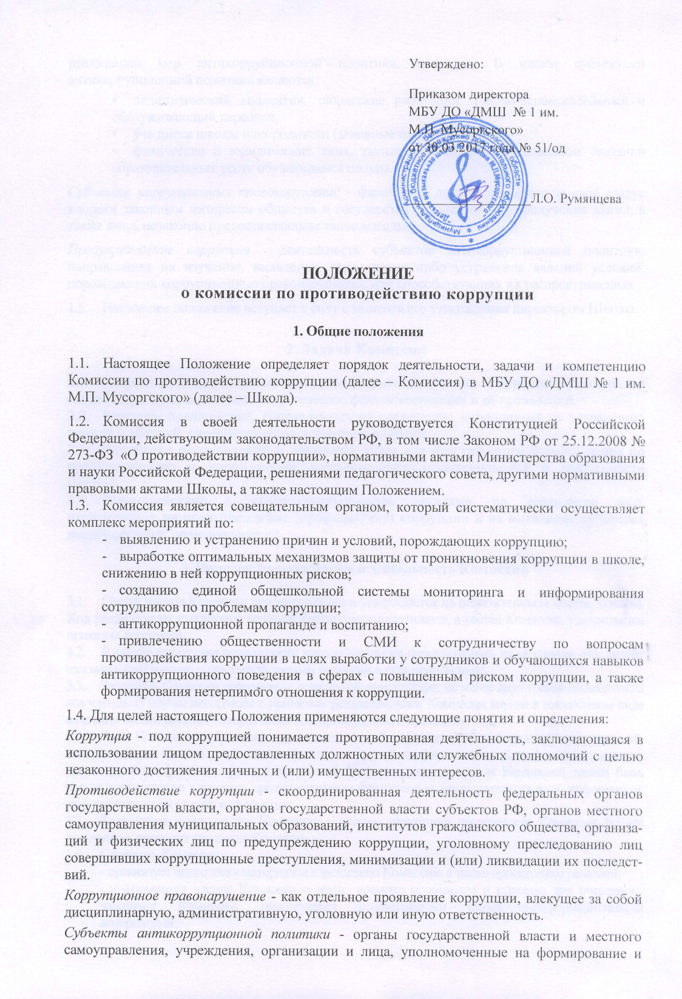 Утверждено:
Приказом директора
МБУ ДО «ДМШ № 1 им.
М.П. Мусоргского»
от 30.03.2017 года № 51/од
Л.О. Румянцева
ПОЛОЖЕНИЕ
о комиссии по противодействию коррупции
1. Общие положения
1.1. Настоящее Положение определяет порядок деятельности, задачи и компетенцию
Комиссии по противодействию коррупции (далее – Комиссия) в МБУ ДО «ДМШ № 1 им.
М.П. Мусоргского» (далее – Школа).
1.2. Комиссия в своей деятельности руководствуется Конституцией Российской
Федерации, действующим законодательством РФ, в том числе Законом РФ от 25.12.2008 №
273-ФЗ «О противодействии коррупции», нормативными актами Министерства образования
и науки Российской Федерации, решениями педагогического совета, другими нормативными
правовыми актами Школы, а также настоящим Положением.
1.3. Комиссия является совещательным органом, который систематически осуществляет
комплекс мероприятий по:
- выявлению и устранению причин и условий, порождающих коррупцию;
- выработке оптимальных механизмов защиты от проникновения коррупции в школе,
снижению в ней коррупционных рисков;
- созданию единой общешкольной системы мониторинга и информирования
сотрудников по проблемам коррупции;
- антикоррупционной пропаганде и воспитанию;
- привлечению общественности и СМИ к сотрудничеству по вопросам
противодействия коррупции в целях выработки у сотрудников и обучающихся навыков
антикоррупционного поведения в сферах с повышенным риском коррупции, а также
формирования нетерпимого отношения к коррупции.
1.4. Для целей настоящего Положения применяются следующие понятия и определения:
Коррупция - под коррупцией понимается противоправная деятельность, заключающаяся в
использовании лицом предоставленных должностных или служебных полномочий с целью
незаконного достижения личных и (или) имущественных интересов.
Противодействие коррупции - скоординированная деятельность федеральных органов
государственной власти, органов государственной власти субъектов РФ, органов местного
самоуправления муниципальных образований, институтов гражданского общества, организа-
ций и физических лиц по предупреждению коррупции, уголовному преследованию лиц
совершивших коррупционные преступления, минимизации и (или) ликвидации их последст-
вий.
Коррупционное правонарушение - как отдельное проявление коррупции, влекущее за собой
дисциплинарную, административную, уголовную или иную ответственность.
Субъекты антикоррупционной политики - органы государственной власти и местного
самоуправления, учреждения, организации и лица, уполномоченные на формирование и